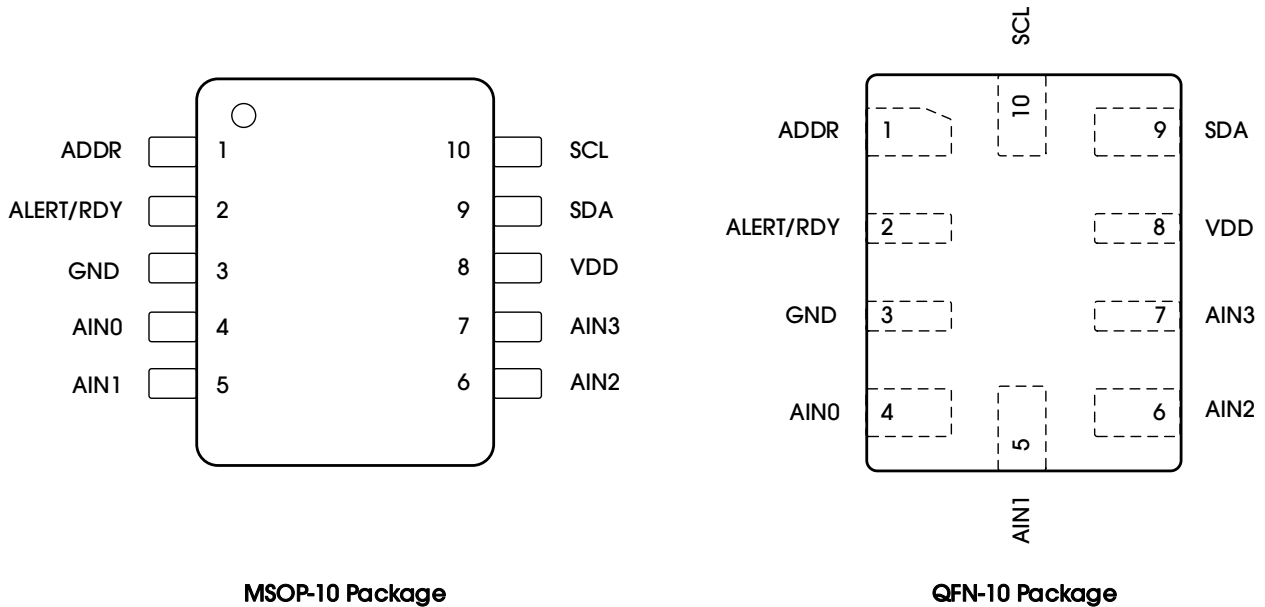 ADDR 1 10 SCL
ALERT/RDY 2 9 SDA
GND 3 8 VDD
AIN0 4 7 AIN3
AIN1 5 6 AIN2
MSOP-10 Package
SCL
10
ADDR 1 9 SDA
ALERT/RDY 2 8 VDD
GND 3 7 AIN3
AIN0 4 6 AIN2
5
AIN1
QFN-10 Package